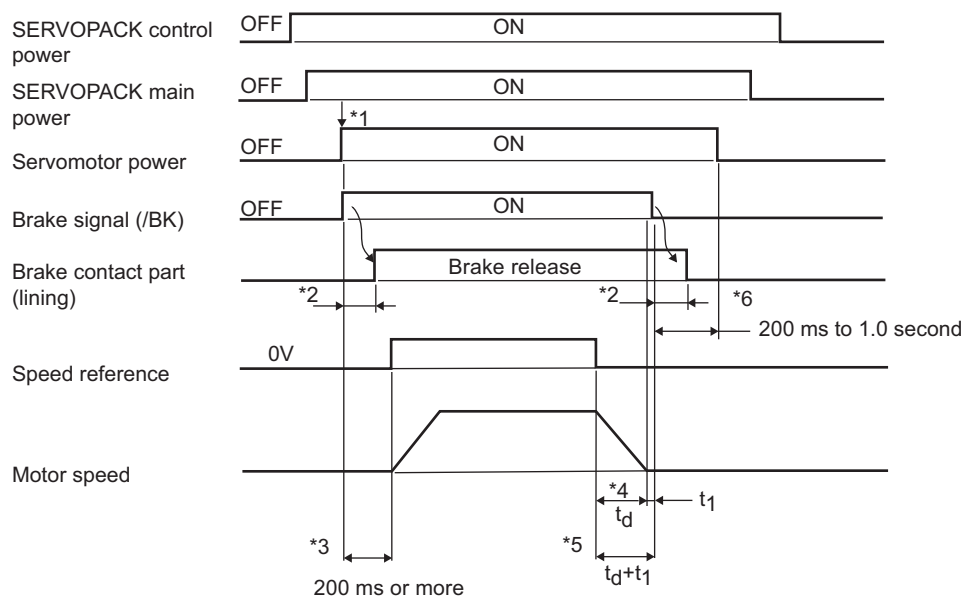 SERVOPACK control
power
OFF
ON
SERVOPACK main
power
OFF
ON
*1
Servomotor power
OFF
ON
Brake signal (/BK)
OFF
ON
Brake contact part
(lining)
Brake release
*2
*2
*6
200 ms to 1.0 second
Speed reference
0V
Motor speed
*4
td
t1
*3
200 ms or more
*5
td+t1